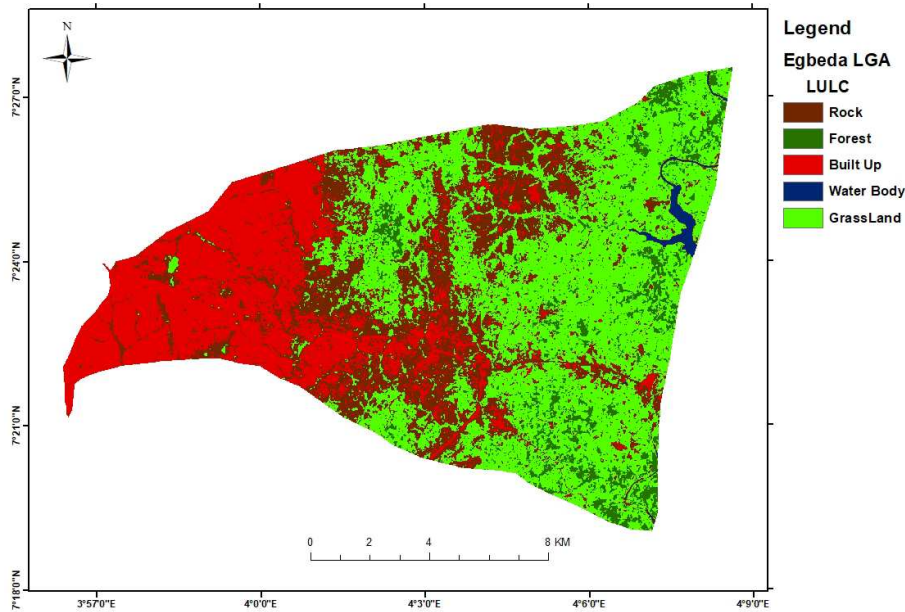 N
Legend
Egbeda LGA
LULC
Rock
Forest
Built Up
Water Body
GrassLand
7°27'0"N
7°24'0"N
7°21'0"N
7°18'0"N
0 2 4 8 KM
3°57'0"E 4°0'0"E 4°3'0"E 4°6'0"E 4°9'0"E